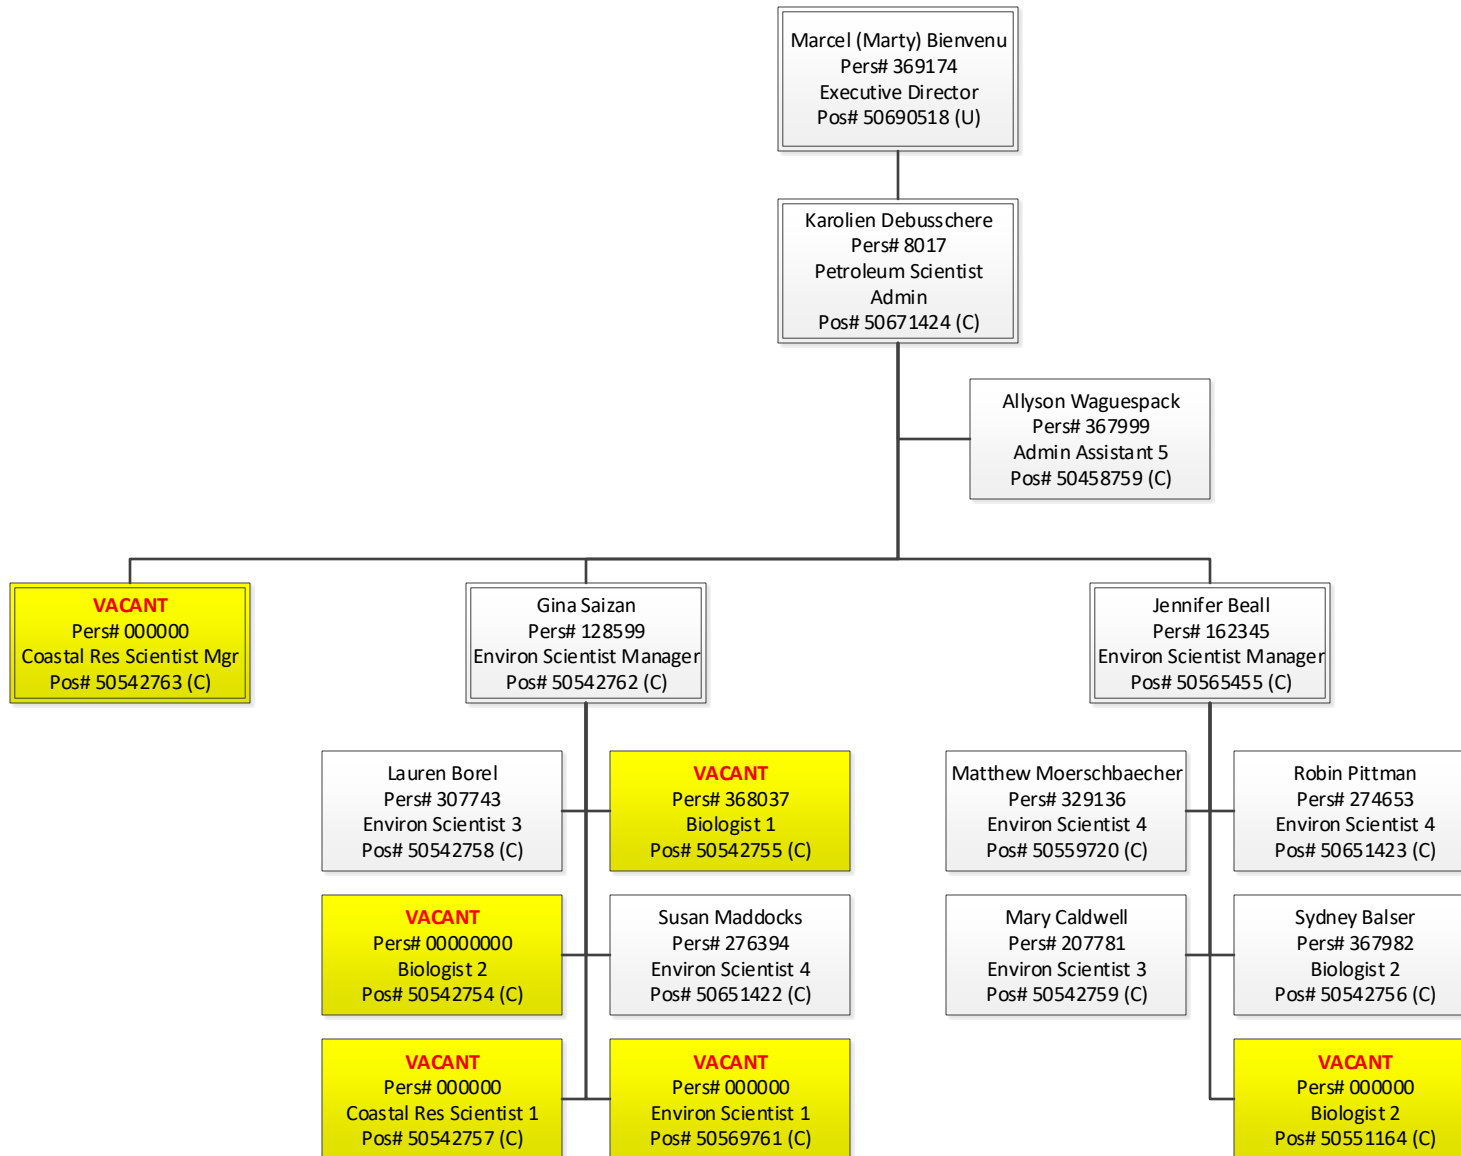 Marcel (Marty) Bienvenu
Pers# 369174
Executive Director
Pos# 50690518 (U)
Karolien Debusschere
Pers# 8017
Petroleum Scientist
Admin
Pos# 50671424 (C)
Allyson Waguespack
Pers# 367999
Admin Assistant 5
Pos# 50458759 (C)
VACANT
Pers# 000000
Coastal Res Scientist Mgr
Pos# 50542763 (C)
Gina Saizan
Pers# 128599
Environ Scientist Manager
Pos# 50542762 (C)
Jennifer Beall
Pers# 162345
Environ Scientist Manager
Pos# 50565455 (C)
Lauren Borel
Pers# 307743
Environ Scientist 3
Pos# 50542758 (C)
VACANT
Pers# 368037
Biologist 1
Pos# 50542755 (C)
Matthew Moerschbaecher
Pers# 329136
Environ Scientist 4
Pos# 50559720 (C)
Robin Pittman
Pers# 274653
Environ Scientist 4
Pos# 50651423 (C)
VACANT
Pers# 00000000
Biologist 2
Pos# 50542754 (C)
Susan Maddocks
Pers# 276394
Environ Scientist 4
Pos# 50651422 (C)
Mary Caldwell
Pers# 207781
Environ Scientist 3
Pos# 50542759 (C)
Sydney Balser
Pers# 367982
Biologist 2
Pos# 50542756 (C)
VACANT
Pers# 000000
Coastal Res Scientist 1
Pos# 50542757 (C)
VACANT
Pers# 000000
Environ Scientist 1
Pos# 50569761 (C)
VACANT
Pers# 000000
Biologist 2
Pos# 50551164 (C)